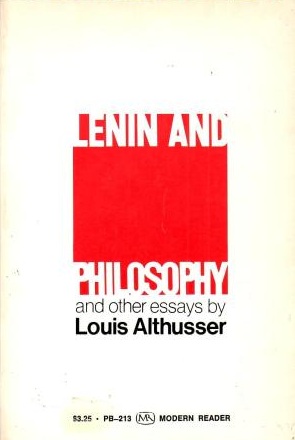 LENIN AND
PHILOSOPHY
and other essays by
Louis Althusser
$3.25 • PB-213 MR MODERN READER